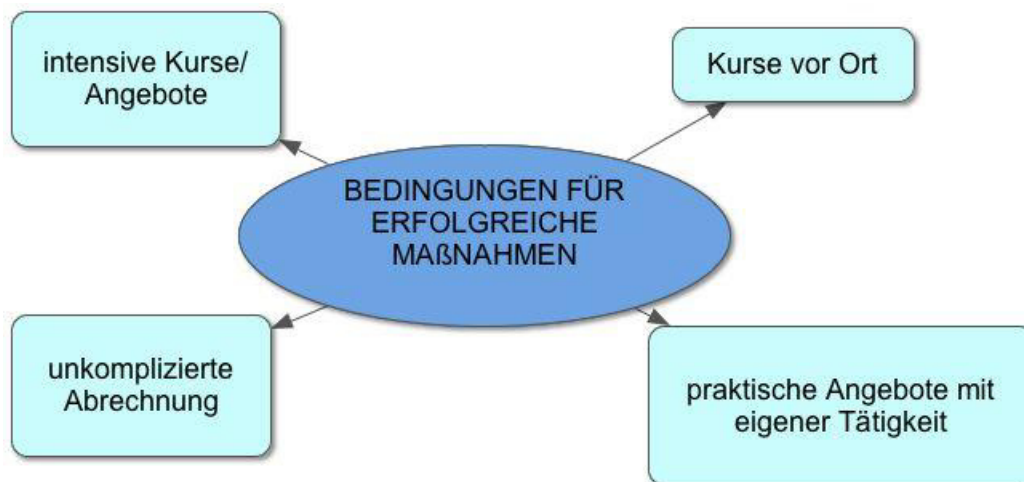 intensive Kurse/
Angebote
Kurse vor Ort
BEDINGUNGEN FÜR
ERFOLGREICHE
MAßNAHMEN
unkomplizierte
Abrechnung
praktische Angebote mit
eigener Tätigkeit